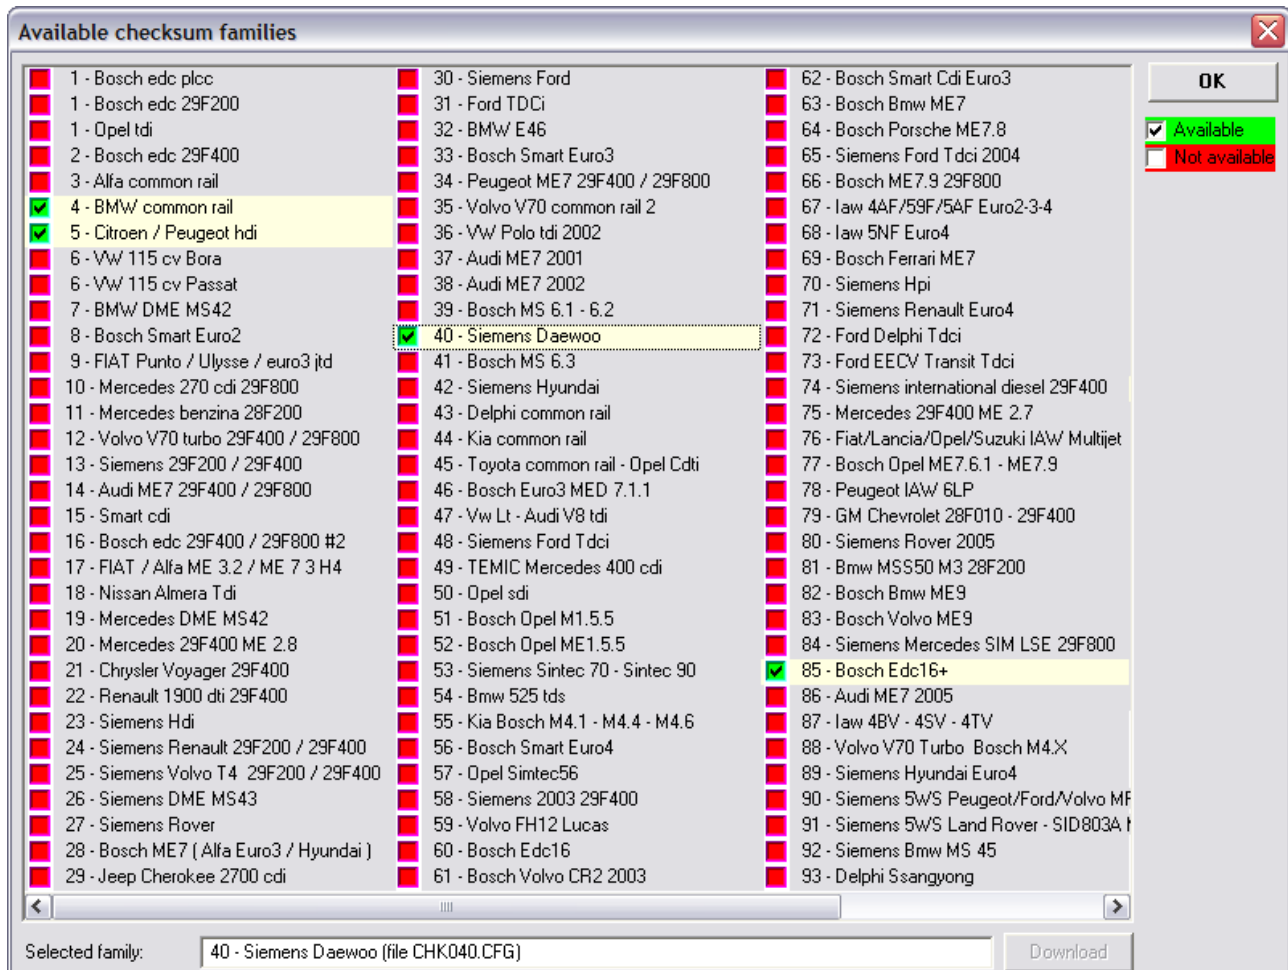 Available checksum families
1 - Bosch edc plcc
1 - Bosch edc 29F200
1 - Opel tdi
2 - Bosch edc 29F400
3 - Alfa common rail
4 - BMW common rail
5 - Citroen / Peugeot hdi
6 - VW 115 cv Bora
6 - VW 115 cv Passat
7 - BMW DME MS42
8 - Bosch Smart Euro2
9 - FIAT Punto / Ulysse / euro3 jtd
10 - Mercedes 270 cdi 29F800
11 - Mercedes benzina 28F200
12 - Volvo V70 turbo 29F400 / 29F800
13 - Siemens 29F200 / 29F400
14 - Audi ME7 29F400 / 29F800
15 - Smart cdi
16 - Bosch edc 29F400 / 29F800 #2
17 - FIAT / Alfa ME 3.2 / ME 7 3 H4
18 - Nissan Almera Tdi
19 - Mercedes DME MS42
20 - Mercedes 29F400 ME 2.8
21 - Chrysler Voyager 29F400
22 - Renault 1900 dti 29F400
23 - Siemens Hdi
24 - Siemens Renault 29F200 / 29F400
25 - Siemens Volvo T4  29F200 / 29F400
26 - Siemens DME MS43
27 - Siemens Rover
28 - Bosch ME7 ( Alfa Euro3 / Hyundai )
29 - Jeep Cherokee 2700 cdi
30 - Siemens Ford
31 - Ford TDCi
32 - BMW E46
33 - Bosch Smart Euro3
34 - Peugeot ME7 29F400 / 29F800
35 - Volvo V70 common rail 2
36 - VW Polo tdi 2002
37 - Audi ME7 2001
38 - Audi ME7 2002
39 - Bosch MS 6.1 - 6.2
40 - Siemens Daewoo
41 - Bosch MS 6.3
42 - Siemens Hyundai
43 - Delphi common rail
44 - Kia common rail
45 - Toyota common rail - Opel Cdti
46 - Bosch Euro3 MED 7.1.1
47 - Vw Lt - Audi V8 tdi
48 - Siemens Ford Tdci
49 - TEMIC Mercedes 400 cdi
50 - Opel sdi
51 - Bosch Opel M1.5.5
52 - Bosch Opel ME1.5.5
53 - Siemens Sintec 70 - Sintec 90
54 - Bmw 525 tds
55 - Kia Bosch M4.1 - M4.4 - M4.6
56 - Bosch Smart Euro4
57 - Opel Simtec56
58 - Siemens 2003 29F400
59 - Volvo FH12 Lucas
60 - Bosch Edc16
61 - Bosch Volvo CR2 2003
62 - Bosch Smart Cdi Euro3
63 - Bosch Bmw ME7
64 - Bosch Porsche ME7.8
65 - Siemens Ford Tdci 2004
66 - Bosch ME7.9 29F800
67 - Iaw 4AF/59F/5AF Euro2-3-4
68 - Iaw 5NF Euro4
69 - Bosch Ferrari ME7
70 - Siemens Hpi
71 - Siemens Renault Euro4
72 - Ford Delphi Tdci
73 - Ford EECV Transit Tdci
74 - Siemens international diesel 29F400
75 - Mercedes 29F400 ME 2.7
76 - Fiat/Lancia/Opel/Suzuki IAW Multijet
77 - Bosch Opel ME7.6.1 - ME7.9
78 - Peugeot IAW 6LP
79 - GM Chevrolet 28F010 - 29F400
80 - Siemens Rover 2005
81 - Bmw MSS50 M3 28F200
82 - Bosch Bmw ME9
83 - Bosch Volvo ME9
84 - Siemens Mercedes SIM LSE 29F800
85 - Bosch Edc16+
86 - Audi ME7 2005
87 - Iaw 4BV - 4SV - 4TV
88 - Volvo V70 Turbo  Bosch M4.X
89 - Siemens Hyundai Euro4
90 - Siemens 5WS Peugeot/Ford/Volvo
91 - Siemens 5WS Land Rover - SID803A
92 - Siemens Bmw MS 45
93 - Delphi Ssangyong
OK
Available
Not available
Selected family:
40 - Siemens Daewoo (file CHK040.CFG)
Download